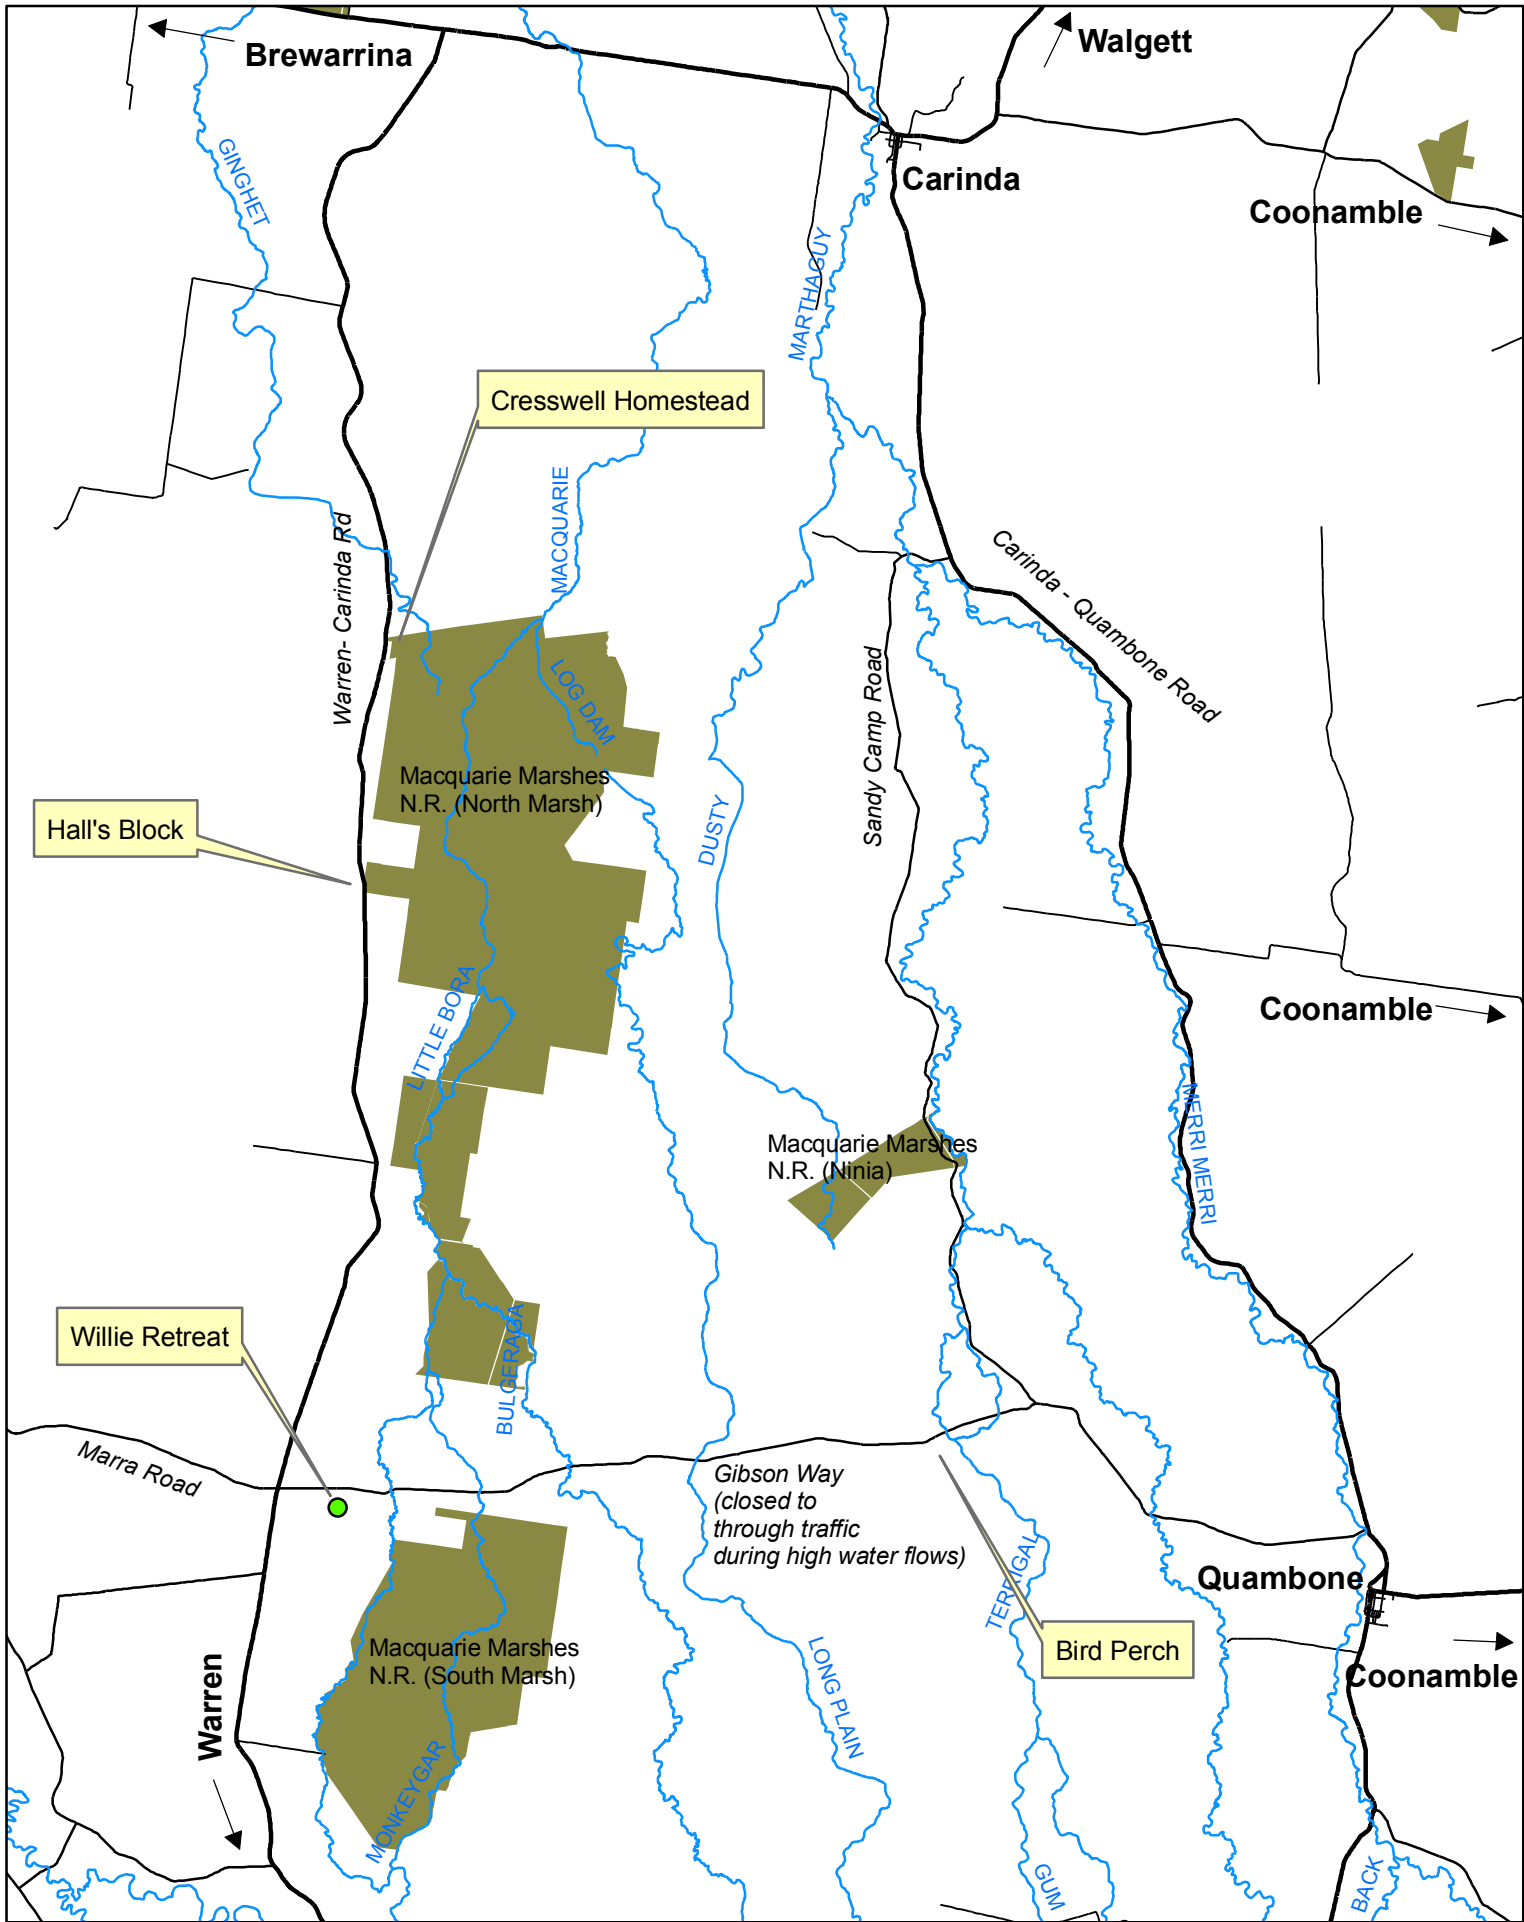 Brewarrina
Walgett
GINGHET
Carinda
Coonamble
MARTHAGUY
Cresswell Homestead
MACQUARIE
Warren- Carinda Rd
Carinda - Quambone Road
LOG DAM
Sandy Camp Road
Macquarie Marshes
N.R. (North Marsh)
Hall's Block
DUSTY
LITTLE BORA
Coonamble
MERRI MERRI
Macquarie Marshes
N.R. (Ninia)
Willie Retreat
BULGERAGA
Marra Road
Gibson Way
(closed to
through traffic
during high water flows)
TERRIGAL
Quambone
Bird Perch
Macquarie Marshes
N.R. (South Marsh)
LONG PLAIN
Coonamble
Warren
MONKEYGAR
GUM
BACK